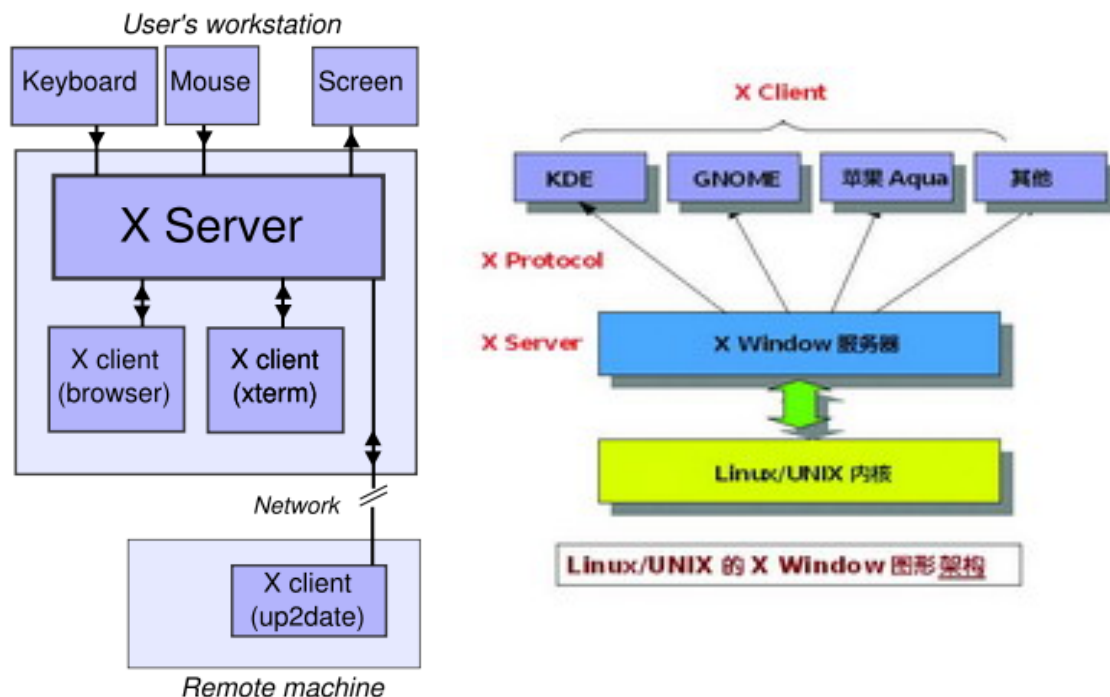 User's workstation
Keyboard
Mouse
Screen
X Server
X client
(browser)
X client
(xterm)
Network
X client
(up2date)
Remote machine
X Client
KDE
GNOME
苹果 Aqua
其他
X Protocol
X Server
X Window 服务器
Linux/UNIX 内核
Linux/UNIX 的 X Window 图形架构